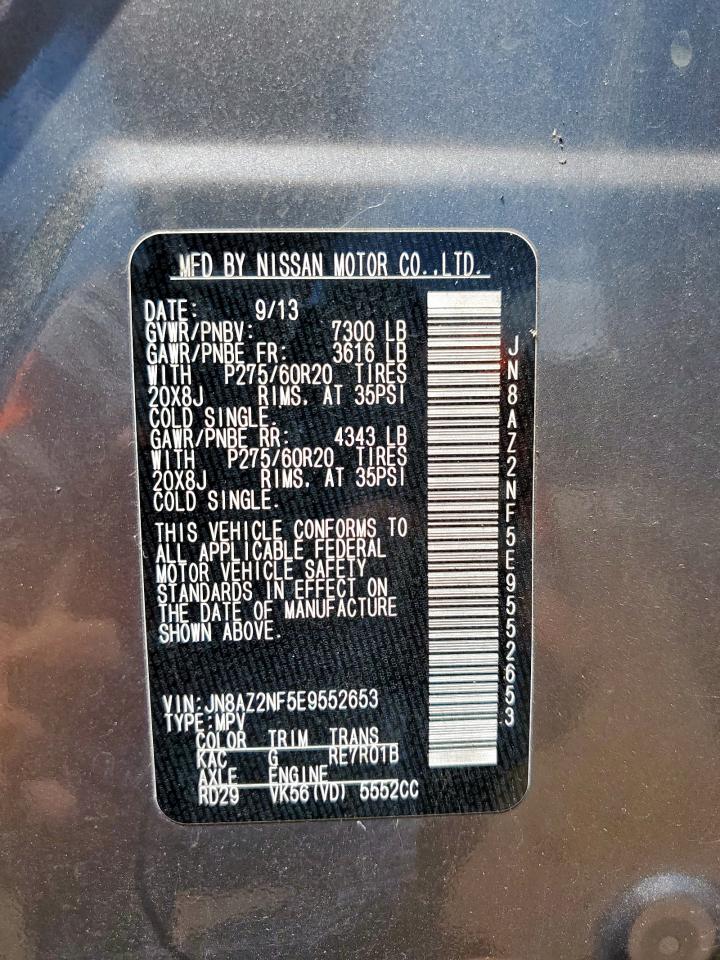 MFD BY NISSAN MOTOR CO.,LTD.
DATE: 9/13
GVWR/PNBV: 7300 LB
GAWR/PNBE FR: 3616 LB
WITH P275/60R20 TIRES
20X8J RIMS. AT 35PSI
COLD SINGLE.
GAWR/PNBE RR: 4343 LB
WITH P275/60R20 TIRES
20X8J RIMS. AT 35PSI
COLD SINGLE.
THIS VEHICLE CONFORMS TO
ALL APPLICABLE FEDERAL
MOTOR VEHICLE SAFETY
STANDARDS IN EFFECT ON
THE DATE OF MANUFACTURE
SHOWN ABOVE.
VIN:JN8AZ2NF5E9552653
TYPE:MPV
COLOR TRIM TRANS
KAC G RE7R01B
AXLE ENGINE
RD29 VK56(VD) 5552CC
JN8AZ2NF5E9552653